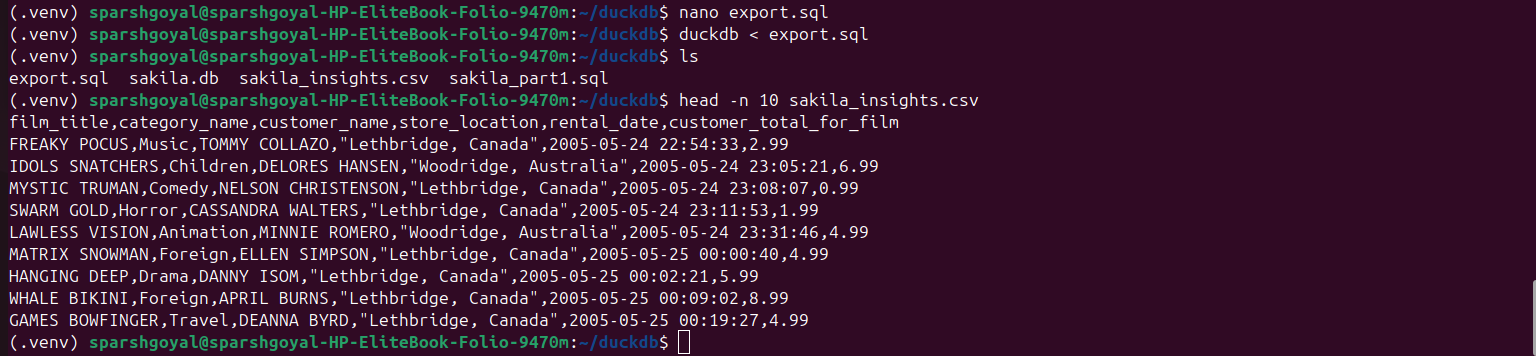 (.venv) sparshgoyal@sparshgoyal-HP-EliteBook-Folio-9470m:~/duckdb$ nano export.sql
(.venv) sparshgoyal@sparshgoyal-HP-EliteBook-Folio-9470m:~/duckdb$ duckdb < export.sql
(.venv) sparshgoyal@sparshgoyal-HP-EliteBook-Folio-9470m:~/duckdb$ ls
export.sql  sakila.db  sakila_insights.csv  sakila_part1.sql
(.venv) sparshgoyal@sparshgoyal-HP-EliteBook-Folio-9470m:~/duckdb$ head -n 10 sakila_insights.csv
film_title,category_name,customer_name,store_location,rental_date,customer_total_for_film
FREAKY POCUS,Music,TOMMY COLLAZO,"Lethbridge, Canada",2005-05-24 22:54:33,2.99
IDOLS SNATCHERS,Children,DELORES HANSEN,"Woodridge, Australia",2005-05-24 23:05:21,6.99
MYSTIC TRUMAN,Comedy,NELSON CHRISTENSON,"Lethbridge, Canada",2005-05-24 23:08:07,0.99
SWARM GOLD,Horror,CASSANDRA WALTERS,"Lethbridge, Canada",2005-05-24 23:11:53,1.99
LAWLESS VISION,Animation,MINNIE ROMERO,"Woodridge, Australia",2005-05-24 23:31:46,4.99
MATRIX SNOWMAN,Foreign,ELLEN SIMPSON,"Lethbridge, Canada",2005-05-25 00:00:40,4.99
HANGING DEEP,Drama,DANNY ISOM,"Lethbridge, Canada",2005-05-25 00:02:21,5.99
WHALE BIKINI,Foreign,APRIL BURNS,"Lethbridge, Canada",2005-05-25 00:09:02,8.99
GAMES BOWFINGER,Travel,DEANNA BYRD,"Lethbridge, Canada",2005-05-25 00:19:27,4.99
(.venv) sparshgoyal@sparshgoyal-HP-EliteBook-Folio-9470m:~/duckdb$